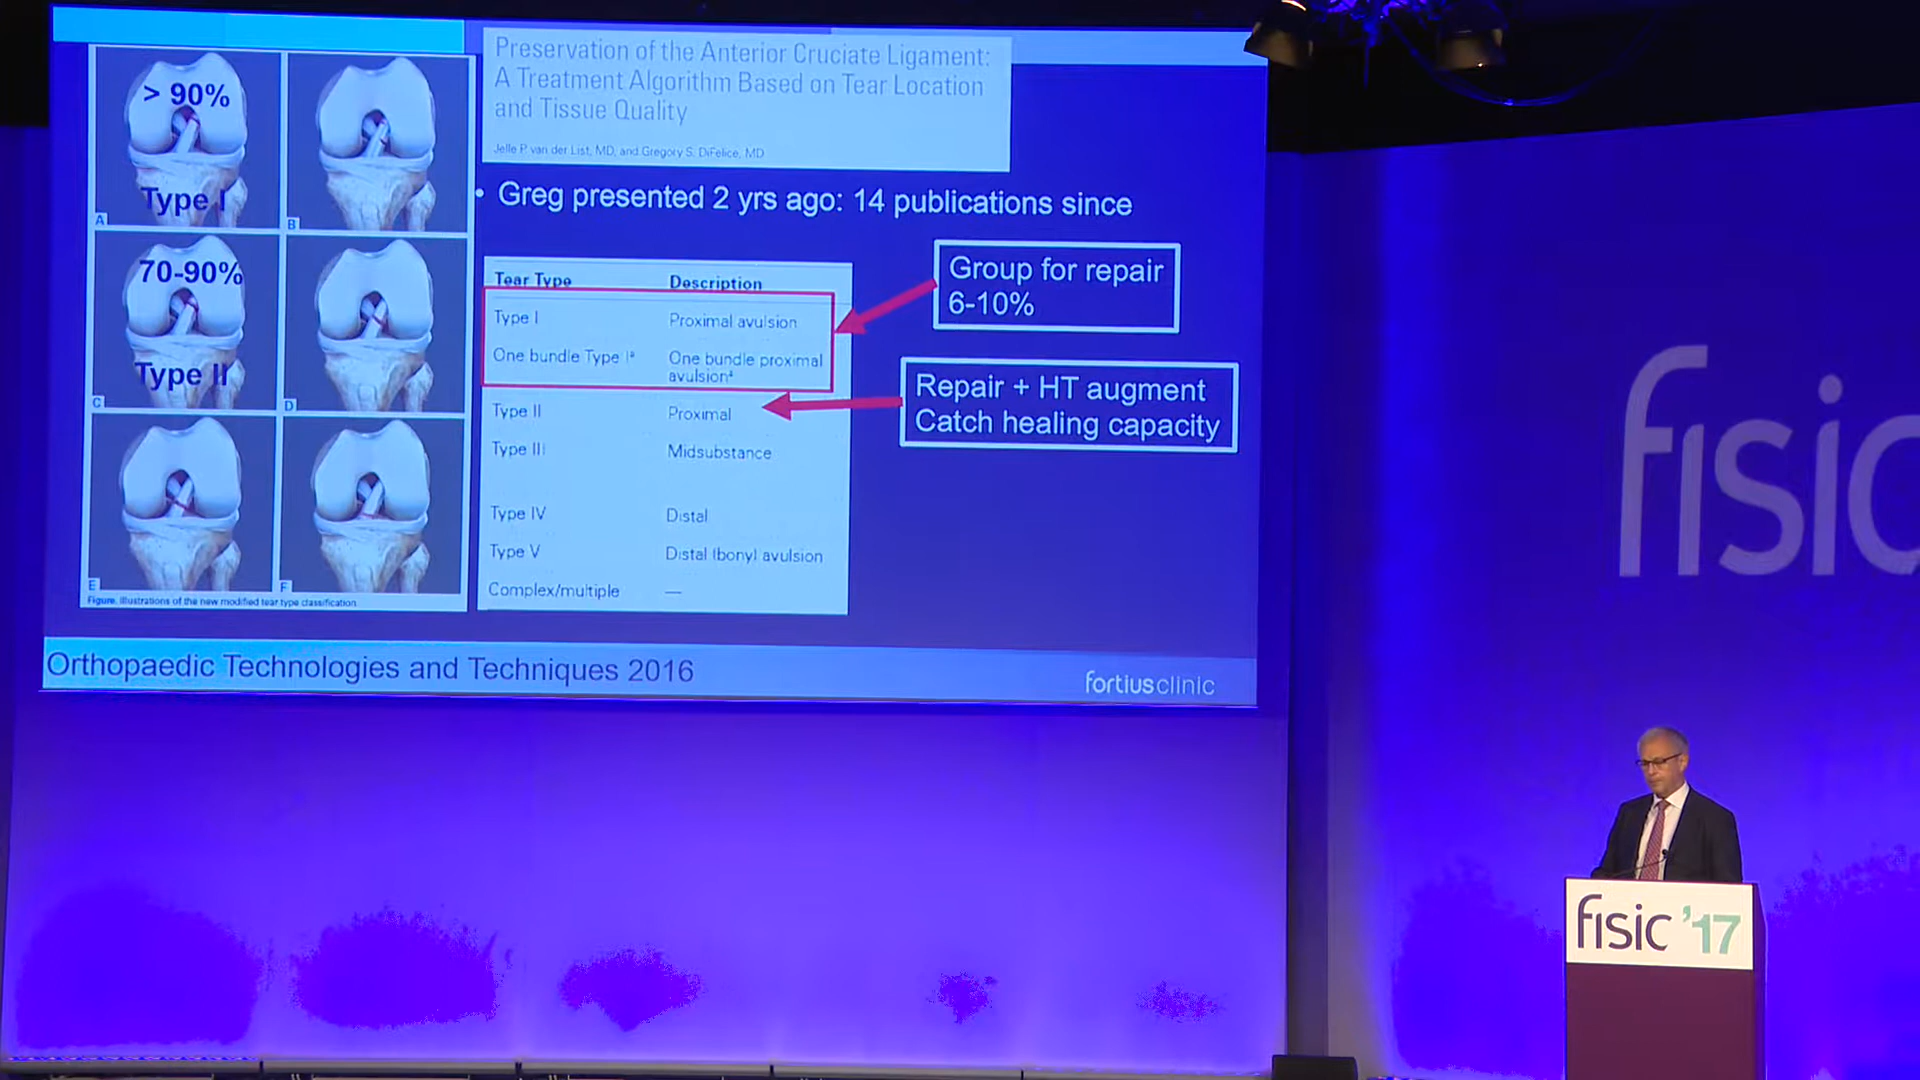 > 90%
Type I
A
B
70-90%
Type II
C
D
E
F
Figure. Illustrations of the new modified tear type classification
Preservation of the Anterior Cruciate Ligament:
A Treatment Algorithm Based on Tear Location
and Tissue Quality
Jelle P. van der List, MD, and Gregory S. DiFelice, MD
• Greg presented 2 yrs ago: 14 publications since
Tear Type Description
Type I Proximal avulsion
One bundle Type Iª One bundle proximal
avulsionª
Type II Proximal
Type III Midsubstance
Type IV Distal
Type V Distal (bony) avulsion
Complex/multiple —
Group for repair
6-10%
Repair + HT augment
Catch healing capacity
Orthopaedic Technologies and Techniques 2016
fortiusclinic
fisic
fisic '17